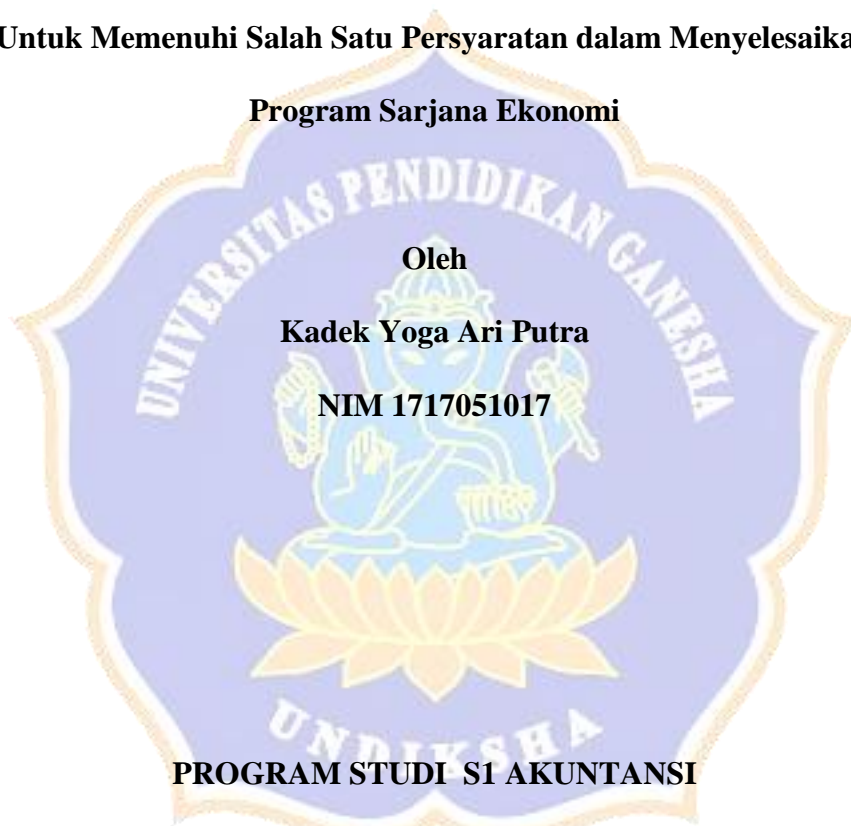 Untuk Memenuhi Salah Satu Persyaratan dalam Menyelesaika
Program Sarjana Ekonomi
UNIVERSITAS PENDIDIKAN GANESHA
Oleh
Kadek Yoga Ari Putra
NIM 1717051017
UNDIKSHA
PROGRAM STUDI S1 AKUNTANSI